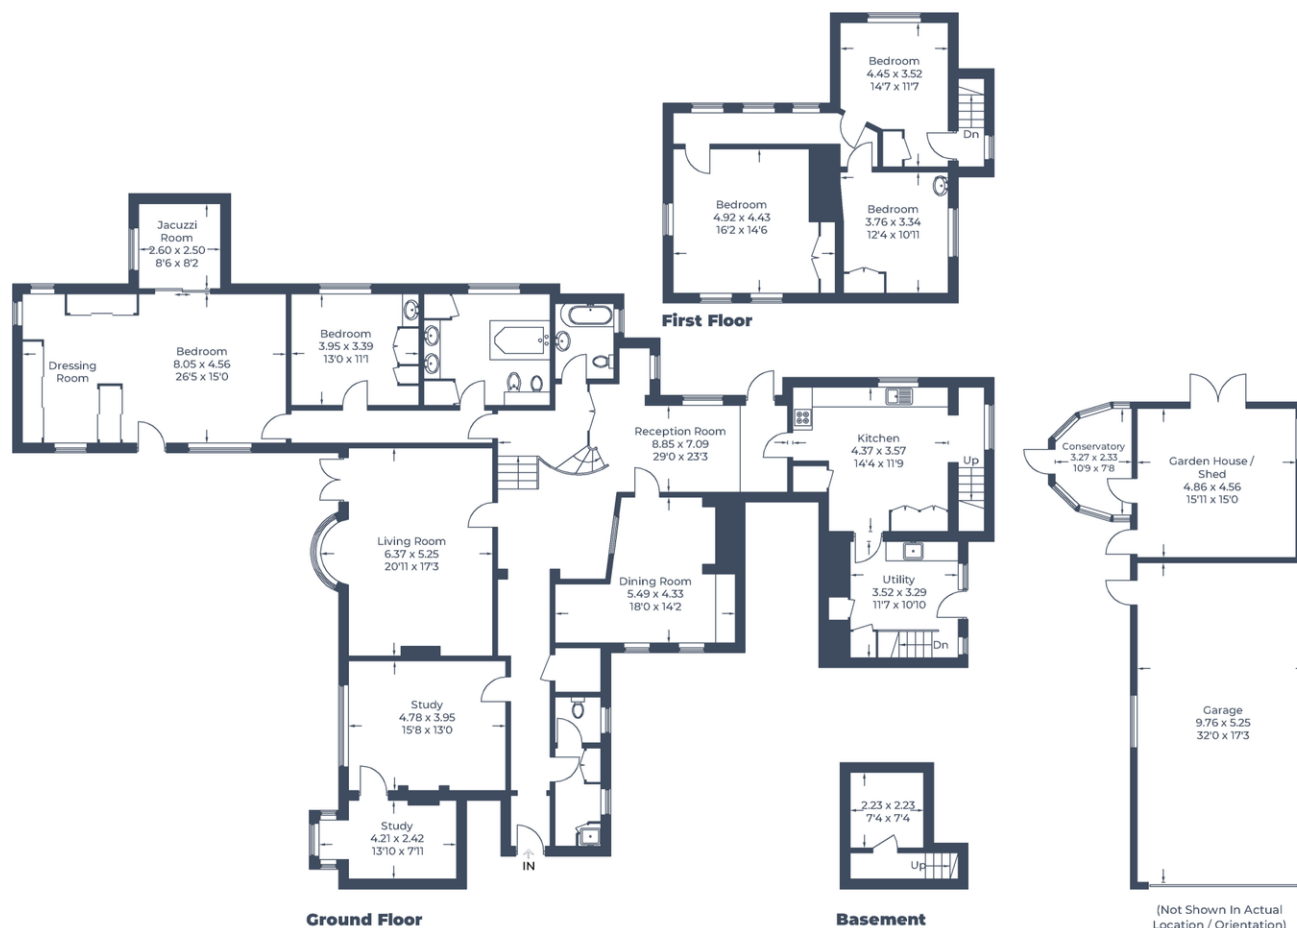 Bedroom
4.45 x 3.52
14'7 x 11'7
Dn
Bedroom
4.92 x 4.43
16'2 x 14'6
Bedroom
3.76 x 3.34
12'4 x 10'11
First Floor
Jacuzzi
Room
2.60 x 2.50
8'6 x 8'2
Dressing
Room
Bedroom
8.05 x 4.56
26'5 x 15'0
Bedroom
3.95 x 3.39
13'0 x 11'1
Reception Room
8.85 x 7.09
29'0 x 23'3
Kitchen
4.37 x 3.57
14'4 x 11'9
Up
Living Room
6.37 x 5.25
20'11 x 17'3
Dining Room
5.49 x 4.33
18'0 x 14'2
Utility
3.52 x 3.29
11'7 x 10'10
Dn
Study
4.78 x 3.95
15'8 x 13'0
Study
4.21 x 2.42
13'10 x 7'11
IN
Ground Floor
2.23 x 2.23
7'4 x 7'4
Up
Basement
Conservatory
3.27 x 2.33
10'9 x 7'8
Garden House /
Shed
4.86 x 4.56
15'11 x 15'0
Garage
9.76 x 5.25
32'0 x 17'3
(Not Shown In Actual
Location / Orientation)